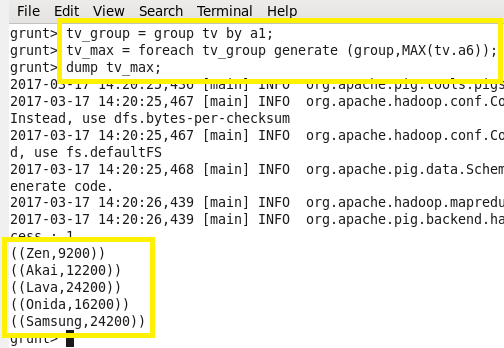 File Edit View Search Terminal Help
grunt> tv_group = group tv by a1;
grunt> tv_max = foreach tv_group generate (group,MAX(tv.a6));
grunt> dump tv_max;
2017-03-17 14:20:25,456 [main] INFO org.apache.pig.tools.pigs
2017-03-17 14:20:25,467 [main] INFO org.apache.hadoop.conf.Co
Instead, use dfs.bytes-per-checksum
2017-03-17 14:20:25,467 [main] INFO org.apache.hadoop.conf.Co
d, use fs.defaultFS
2017-03-17 14:20:25,468 [main] INFO org.apache.pig.data.Schem
enerate code.
2017-03-17 14:20:26,439 [main] INFO org.apache.hadoop.mapredu
2017-03-17 14:20:26,439 [main] INFO org.apache.pig.backend.ha
cess : 1
((Zen,9200))
((Akai,12200))
((Lava,24200))
((Onida,16200))
((Samsung,24200))
grunt>